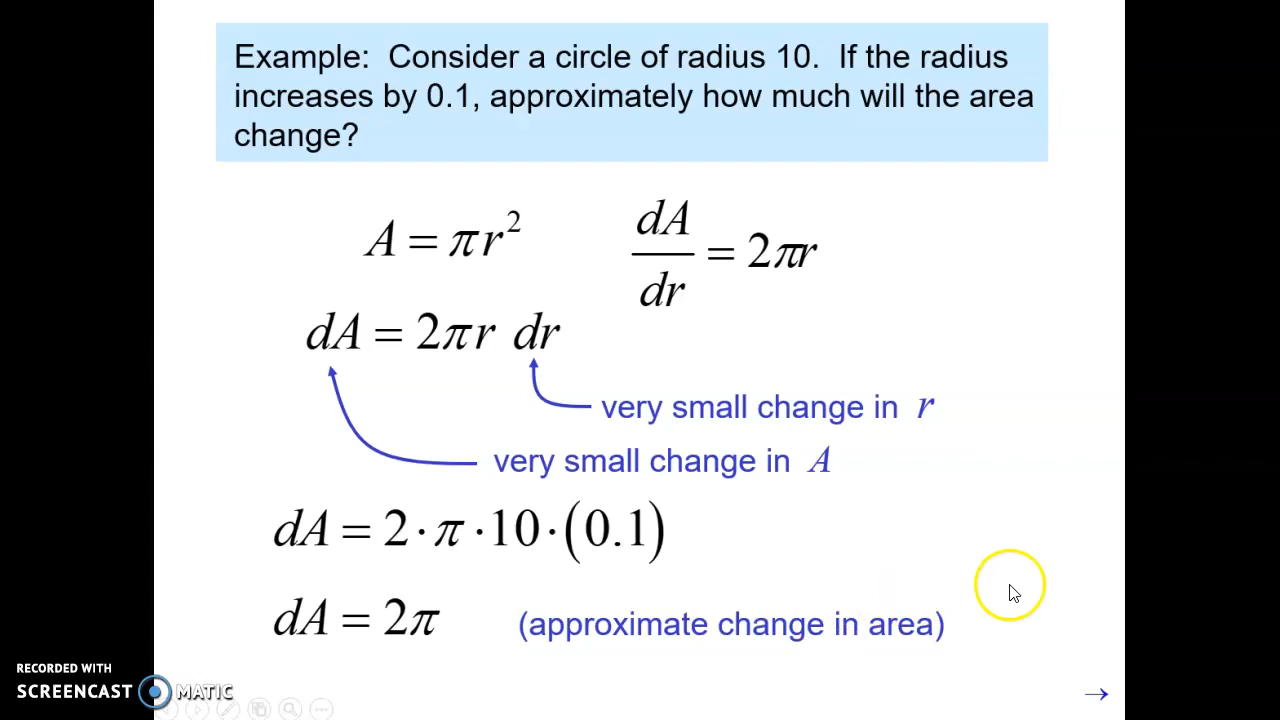 Example: Consider a circle of radius 10. If the radius
increases by 0.1, approximately how much will the area
change?
A = πr² dA/dr = 2πr
dA = 2πr dr
very small change in r
very small change in A
dA = 2·π·10·(0.1)
dA = 2π (approximate change in area)
RECORDED WITH
SCREENCAST MATIC